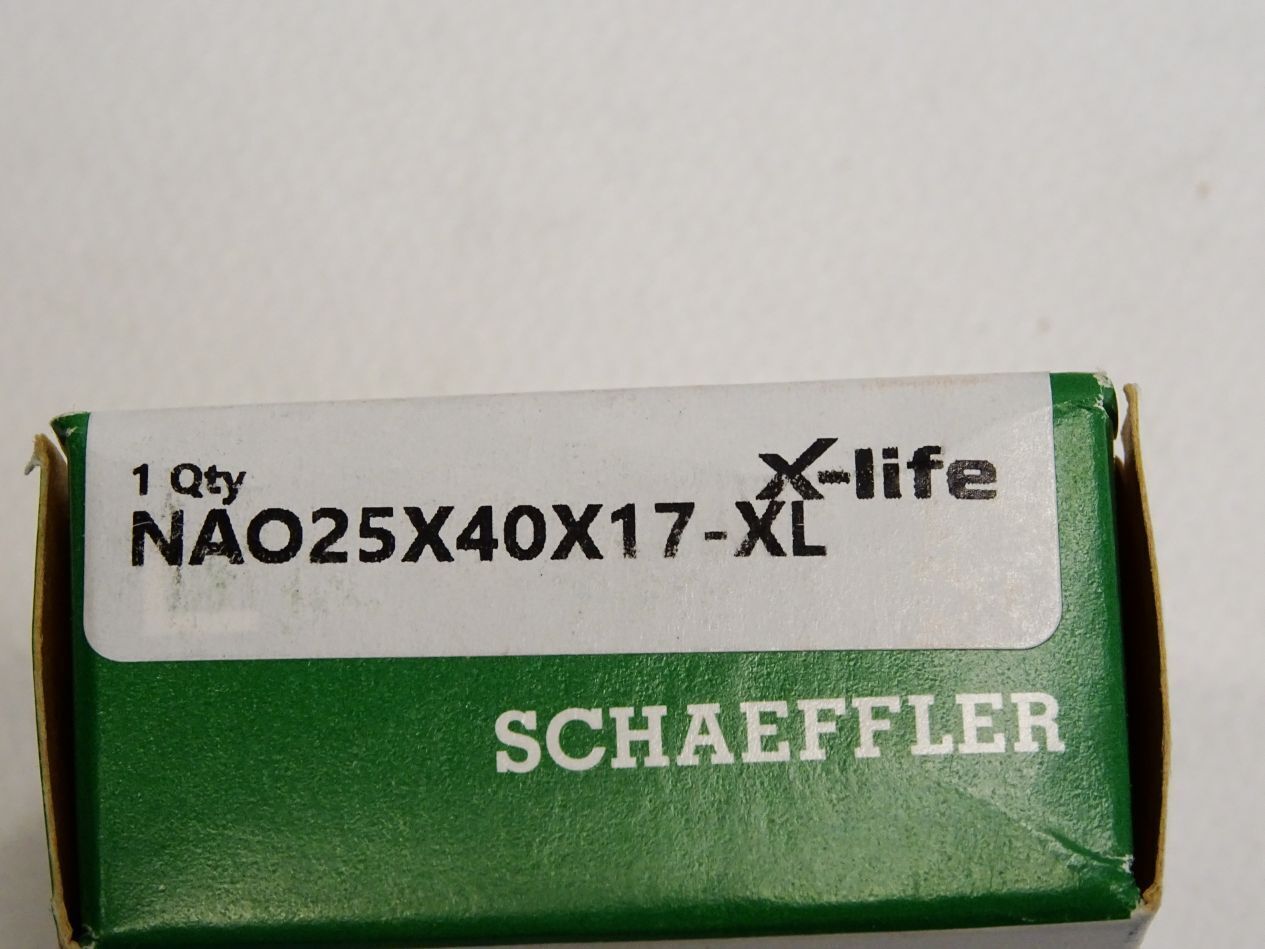 1 Qty
X-life
NAO25X40X17-XL
SCHAEFFLER